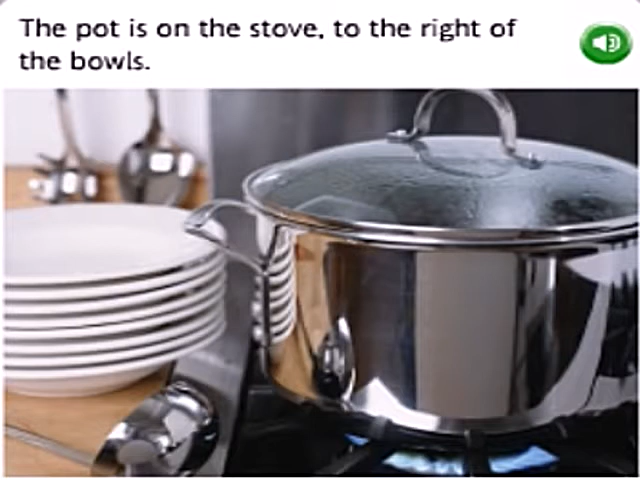 The pot is on the stove, to the right of
the bowls.